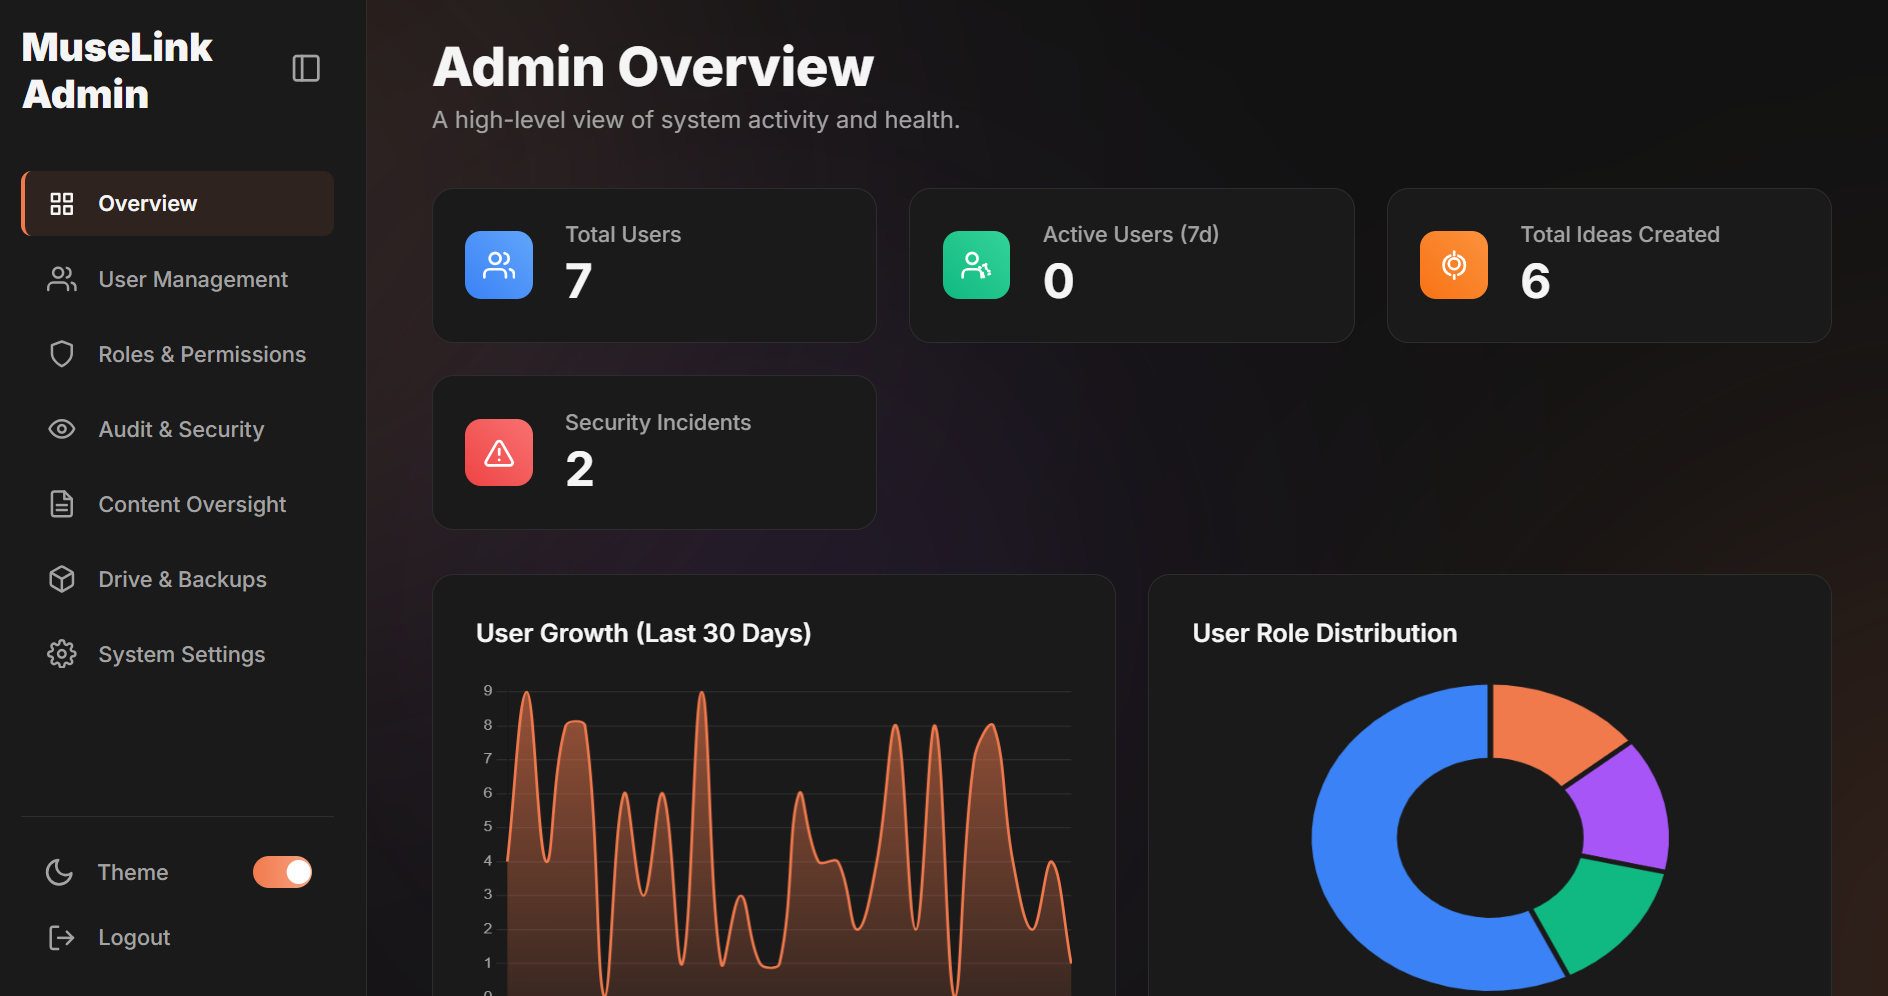 MuseLink
Admin
Overview
User Management
Roles & Permissions
Audit & Security
Content Oversight
Drive & Backups
System Settings
Theme
Logout
Admin Overview
A high-level view of system activity and health.
Total Users
7
Active Users (7d)
0
Total Ideas Created
6
Security Incidents
2
User Growth (Last 30 Days)
9
8
7
6
5
4
3
2
1
0
User Role Distribution